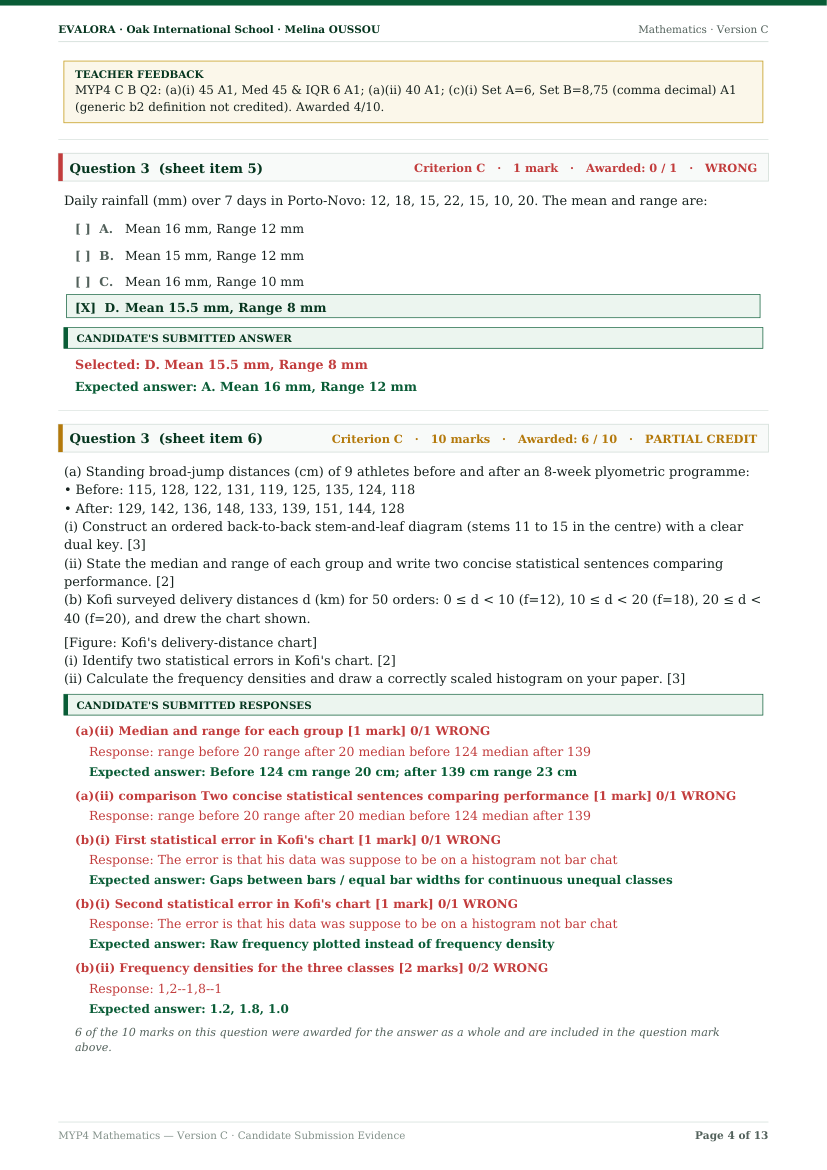 EVALORA · Oak International School · Melina OUSSOU
Mathematics · Version C
TEACHER FEEDBACK
MYP4 C B Q2: (a)(i) 45 A1, Med 45 & IQR 6 A1; (a)(ii) 40 A1; (c)(i) Set A=6, Set B=8,75 (comma decimal) A1
(generic b2 definition not credited). Awarded 4/10.
Question 3 (sheet item 5)
Criterion C · 1 mark · Awarded: 0 / 1 · WRONG
Daily rainfall (mm) over 7 days in Porto-Novo: 12, 18, 15, 22, 15, 10, 20. The mean and range are:
[ ] A. Mean 16 mm, Range 12 mm
[ ] B. Mean 15 mm, Range 12 mm
[ ] C. Mean 16 mm, Range 10 mm
[X] D. Mean 15.5 mm, Range 8 mm
CANDIDATE'S SUBMITTED ANSWER
Selected: D. Mean 15.5 mm, Range 8 mm
Expected answer: A. Mean 16 mm, Range 12 mm
Question 3 (sheet item 6)
Criterion C · 10 marks · Awarded: 6 / 10 · PARTIAL CREDIT
(a) Standing broad-jump distances (cm) of 9 athletes before and after an 8-week plyometric programme:
• Before: 115, 128, 122, 131, 119, 125, 135, 124, 118
• After: 129, 142, 136, 148, 133, 139, 151, 144, 128
(i) Construct an ordered back-to-back stem-and-leaf diagram (stems 11 to 15 in the centre) with a clear
dual key. [3]
(ii) State the median and range of each group and write two concise statistical sentences comparing
performance. [2]
(b) Kofi surveyed delivery distances d (km) for 50 orders: 0 ≤ d < 10 (f=12), 10 ≤ d < 20 (f=18), 20 ≤ d <
40 (f=20), and drew the chart shown.
[Figure: Kofi's delivery-distance chart]
(i) Identify two statistical errors in Kofi's chart. [2]
(ii) Calculate the frequency densities and draw a correctly scaled histogram on your paper. [3]
CANDIDATE'S SUBMITTED RESPONSES
(a)(ii) Median and range for each group [1 mark] 0/1 WRONG
Response: range before 20 range after 20 median before 124 median after 139
Expected answer: Before 124 cm range 20 cm; after 139 cm range 23 cm
(a)(ii) comparison Two concise statistical sentences comparing performance [1 mark] 0/1 WRONG
Response: range before 20 range after 20 median before 124 median after 139
(b)(i) First statistical error in Kofi's chart [1 mark] 0/1 WRONG
Response: The error is that his data was suppose to be on a histogram not bar chat
Expected answer: Gaps between bars / equal bar widths for continuous unequal classes
(b)(i) Second statistical error in Kofi's chart [1 mark] 0/1 WRONG
Response: The error is that his data was suppose to be on a histogram not bar chat
Expected answer: Raw frequency plotted instead of frequency density
(b)(ii) Frequency densities for the three classes [2 marks] 0/2 WRONG
Response: 1,2--1,8--1
Expected answer: 1.2, 1.8, 1.0
6 of the 10 marks on this question were awarded for the answer as a whole and are included in the question mark
above.
MYP4 Mathematics — Version C · Candidate Submission Evidence
Page 4 of 13